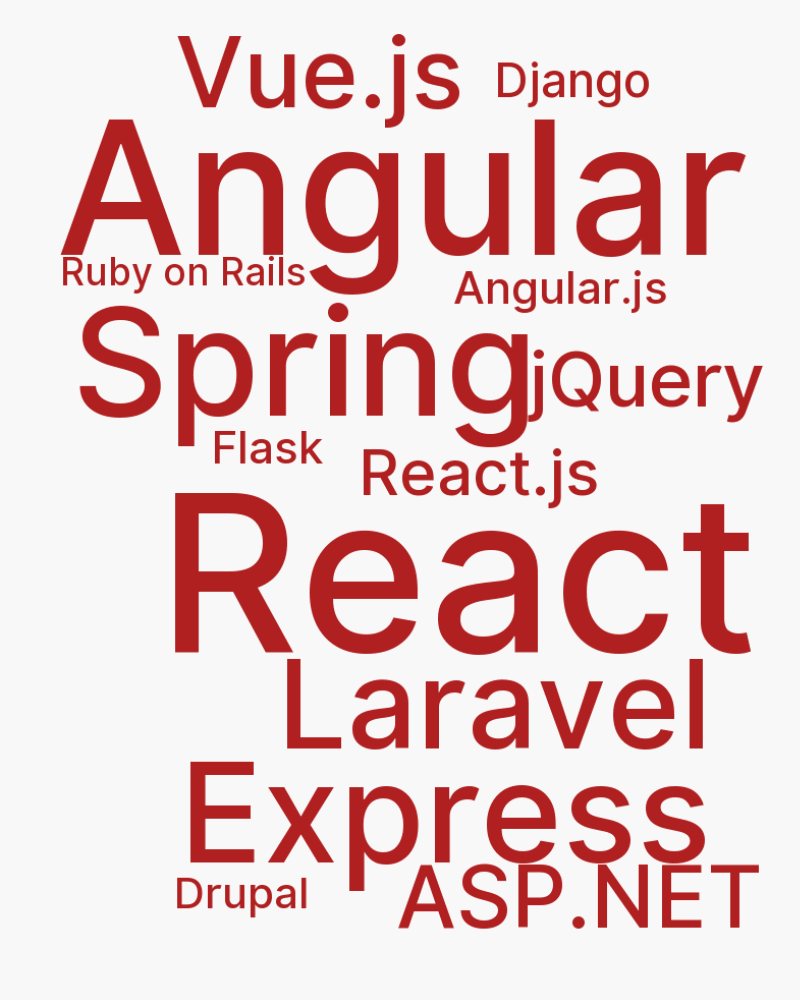 Vue.js
Django
Angular
Ruby on Rails
Angular.js
Spring
jQuery
Flask
React.js
React
Laravel
Express
Drupal
ASP.NET